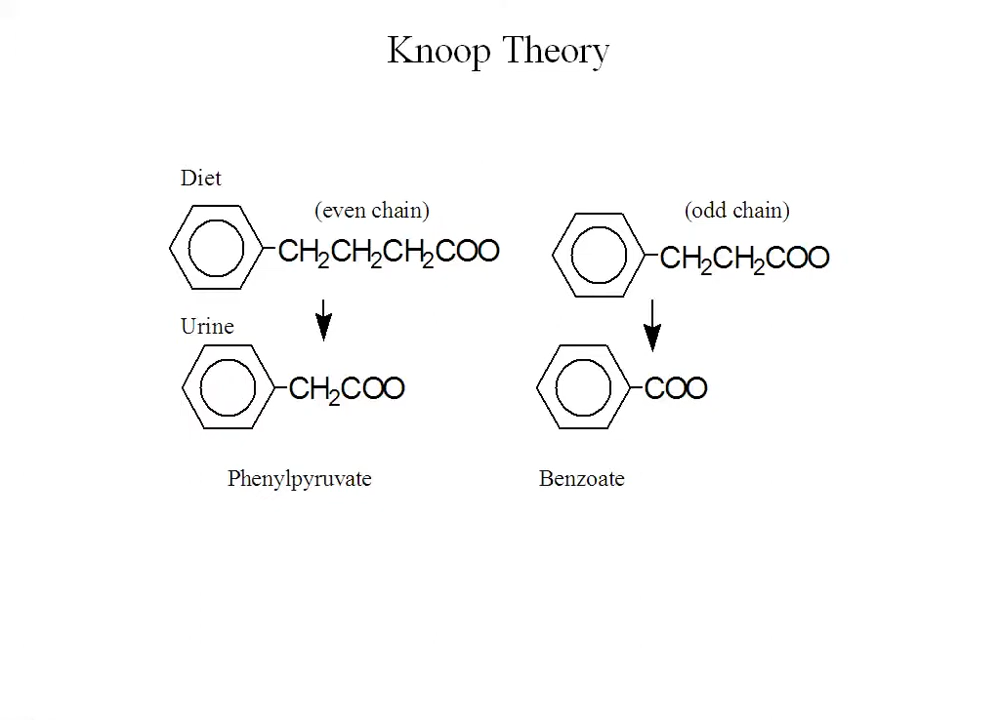 Knoop Theory
Diet
(even chain)
(odd chain)
CH₂CH₂CH₂COO
CH₂CH₂COO
Urine
CH₂COO
COO
Phenylpyruvate
Benzoate